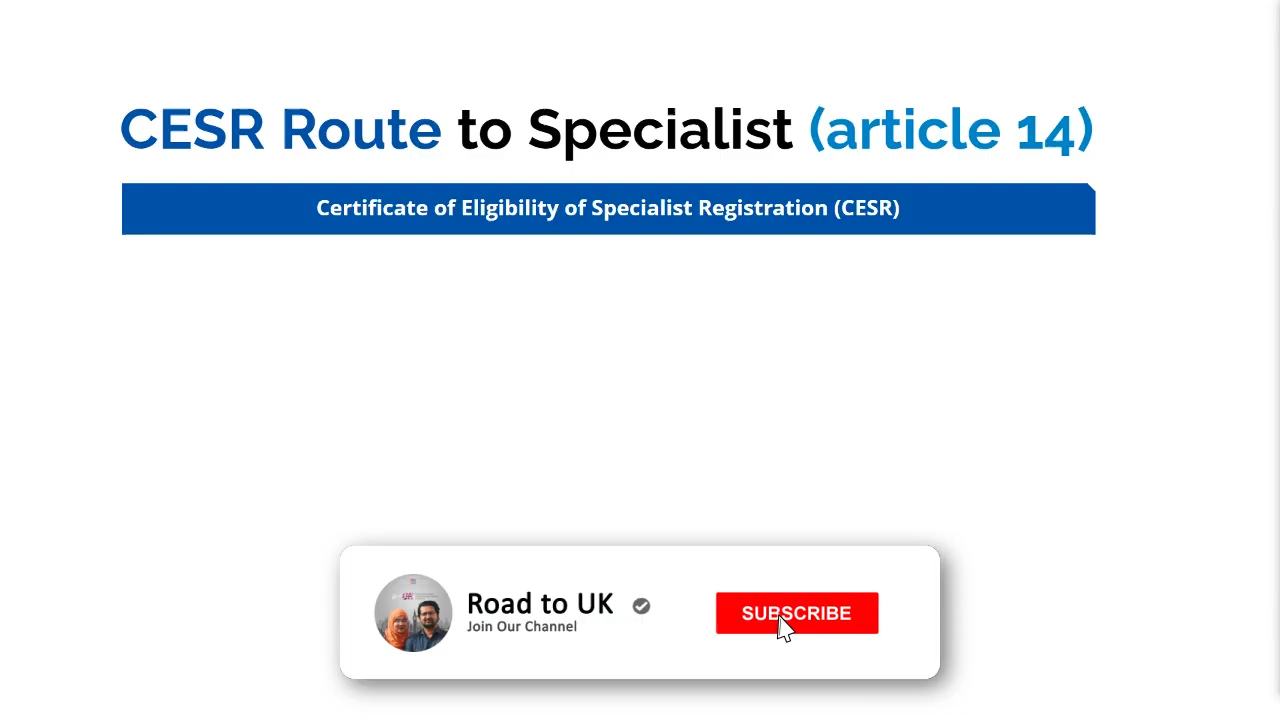 CESR Route to Specialist (article 14)
Certificate of Eligibility of Specialist Registration (CESR)
Road to UK
Join Our Channel
SUBSCRIBE